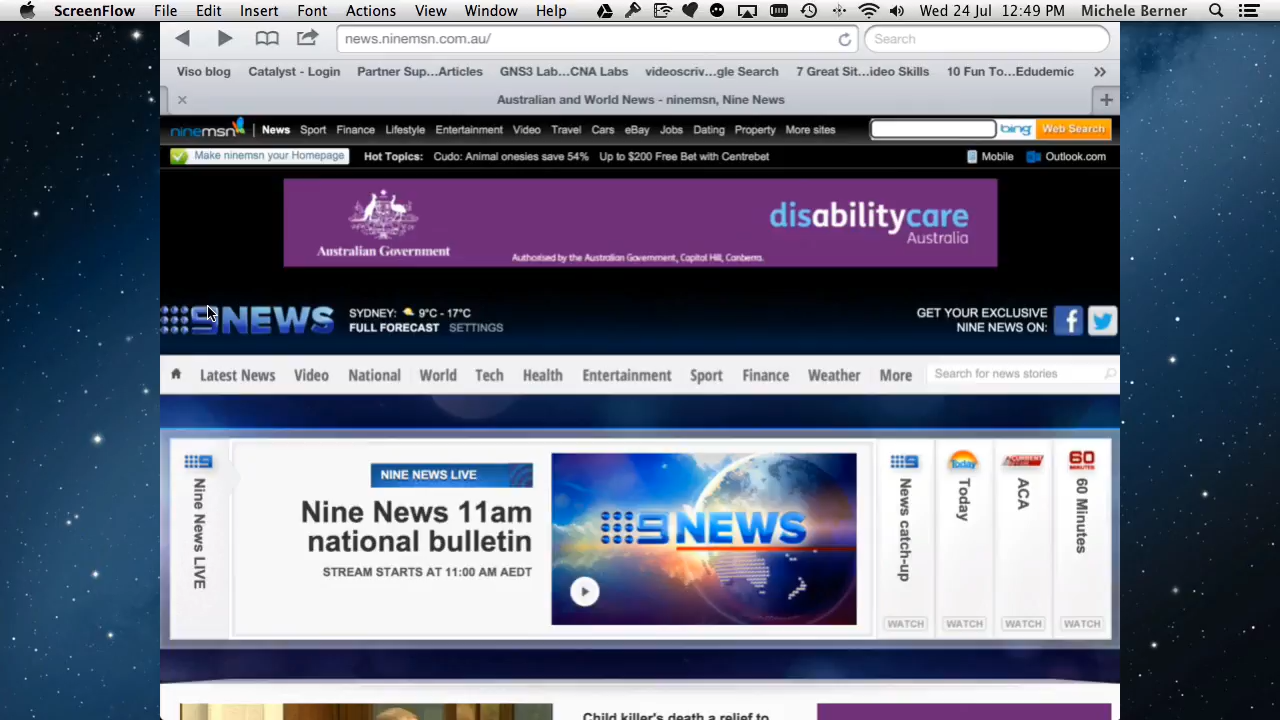 ScreenFlow File Edit Insert Font Actions View Window Help Wed 24 Jul 12:49 PM Michele Berner
news.ninemsn.com.au/ Search
Viso blog Catalyst - Login Partner Sup...Articles GNS3 Lab...CNA Labs videoscriv...gle Search 7 Great Sit...ideo Skills 10 Fun To...Edudemic »
Australian and World News - ninemsn, Nine News
ninemsn News Sport Finance Lifestyle Entertainment Video Travel Cars eBay Jobs Dating Property More sites bing Web Search
Make ninemsn your Homepage Hot Topics: Cudo: Animal onesies save 54% Up to $200 Free Bet with Centrebet Mobile Outlook.com
disabilitycare
Australia
Australian Government
Authorised by the Australian Government, Capitol Hill, Canberra.
9NEWS
SYDNEY: 9°C - 17°C
FULL FORECAST SETTINGS
GET YOUR EXCLUSIVE
NINE NEWS ON:
Latest News Video National World Tech Health Entertainment Sport Finance Weather More Search for news stories
Nine News LIVE
NINE NEWS LIVE
Nine News 11am
national bulletin
STREAM STARTS AT 11:00 AM AEDT
9 NEWS
News catch-up
WATCH
Today
Today
WATCH
A CURRENT
ACA
WATCH
60 MINUTES
60 Minutes
WATCH
Child killer's death a relief to